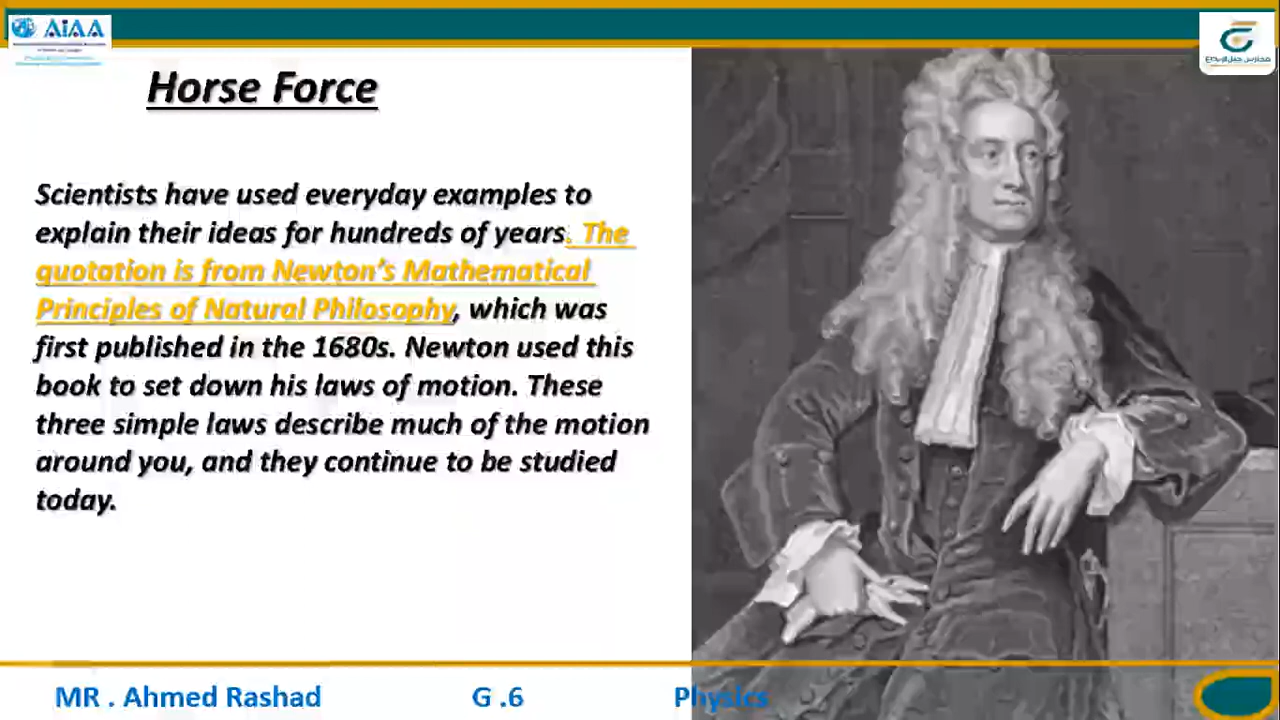 AIAA
Horse Force
Scientists have used everyday examples to
explain their ideas for hundreds of years. The
quotation is from Newton's Mathematical
Principles of Natural Philosophy, which was
first published in the 1680s. Newton used this
book to set down his laws of motion. These
three simple laws describe much of the motion
around you, and they continue to be studied
today.
MR . Ahmed Rashad G .6 Physics